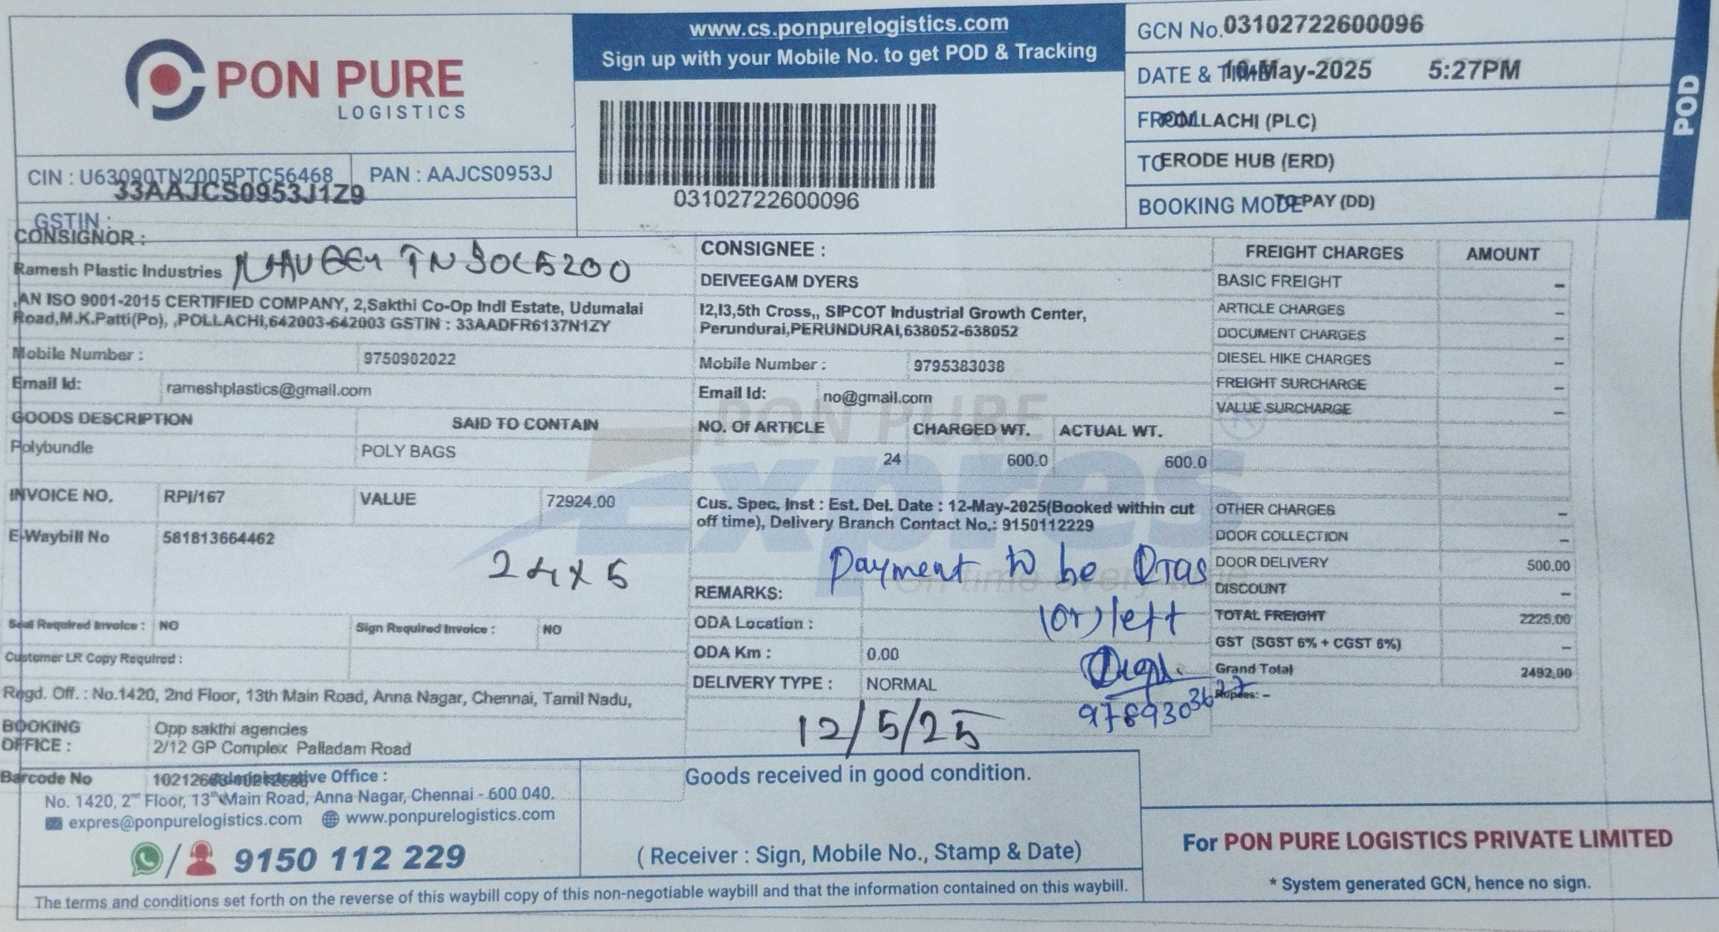 PON PURE
LOGISTICS
www.cs.ponpurelogistics.com
Sign up with your Mobile No. to get POD & Tracking
03102722600096
GCN No. 03102722600096
DATE & TIME 10-May-2025 5:27PM
FROM POLLACHI (PLC)
TO ERODE HUB (ERD)
BOOKING MODE TO PAY (DD)
POD
CIN : U63090TN2005PTC56468 PAN : AAJCS0953J
33AAJCS0953J1Z9
GSTIN :
CONSIGNOR :
Ramesh Plastic Industries
,AN ISO 9001-2015 CERTIFIED COMPANY, 2,Sakthi Co-Op Indl Estate, Udumalai
Road,M.K.Patti(Po), ,POLLACHI,642003-642003 GSTIN : 33AADFR6137N1ZY
Mobile Number : 9750902022
Email Id: rameshplastics@gmail.com
GOODS DESCRIPTION SAID TO CONTAIN
Polybundle POLY BAGS
INVOICE NO. RPI/167 VALUE 72924.00
E-Waybill No 581813664462
24x5
Seal Required Invoice : NO Sign Required Invoice : NO
Customer LR Copy Required :
Regd. Off. : No.1420, 2nd Floor, 13th Main Road, Anna Nagar, Chennai, Tamil Nadu,
BOOKING OFFICE : Opp sakthi agencies
2/12 GP Complex Palladam Road
Barcode No
CONSIGNEE :
DEIVEEGAM DYERS
I2,I3,5th Cross,, SIPCOT Industrial Growth Center,
Perundurai,PERUNDURAI,638052-638052
Mobile Number : 9795383038
Email Id: no@gmail.com
NO. Of ARTICLE CHARGED WT. ACTUAL WT.
24 600.0 600.0
Cus. Spec. Inst : Est. Del. Date : 12-May-2025(Booked within cut
off time), Delivery Branch Contact No.: 9150112229
Payment to be
REMARKS:
(or) left
ODA Location :
ODA Km : 0.00
DELIVERY TYPE : NORMAL
12/5/25
FREIGHT CHARGES AMOUNT
BASIC FREIGHT –
ARTICLE CHARGES –
DOCUMENT CHARGES –
DIESEL HIKE CHARGES –
FREIGHT SURCHARGE –
VALUE SURCHARGE –
OTHER CHARGES –
DOOR COLLECTION –
DOOR DELIVERY 500.00
DISCOUNT –
TOTAL FREIGHT 2225.00
GST (SGST 6% + CGST 6%) –
Grand Total 2492.00
Rupees: –
PON PURE
Expres
On time every time
Administrative Office :
No. 1420, 2nd Floor, 13th Main Road, Anna Nagar, Chennai - 600 040.
expres@ponpurelogistics.com www.ponpurelogistics.com
/ 9150 112 229
Goods received in good condition.
( Receiver : Sign, Mobile No., Stamp & Date)
For PON PURE LOGISTICS PRIVATE LIMITED
* System generated GCN, hence no sign.
The terms and conditions set forth on the reverse of this waybill copy of this non-negotiable waybill and that the information contained on this waybill.